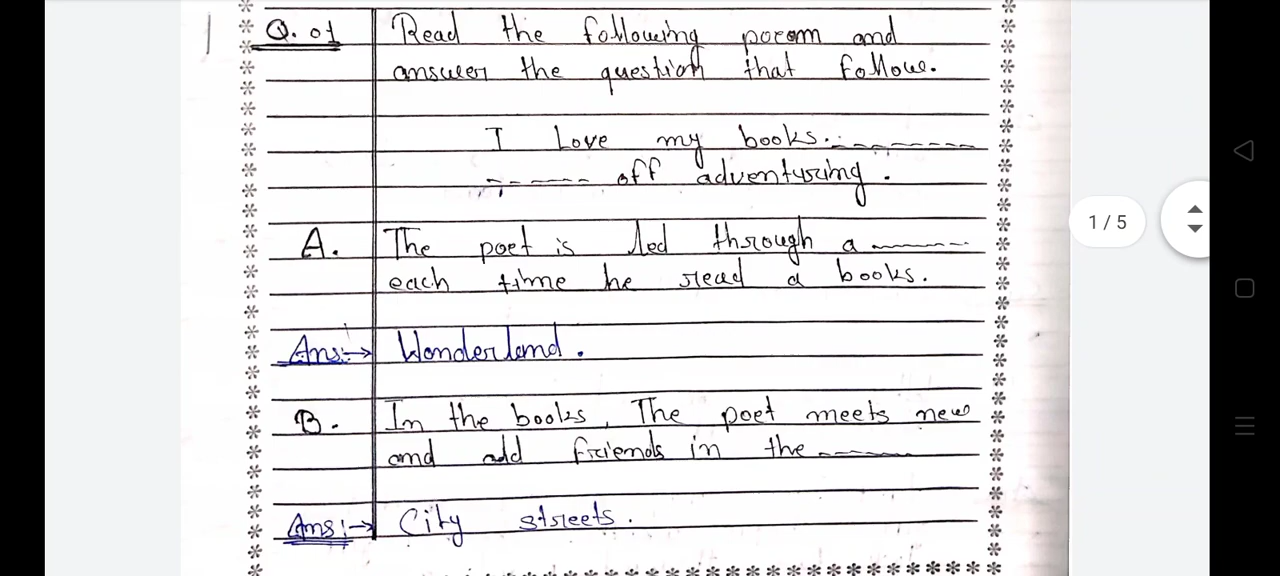 Q. 01 Read the following poeom and
answer the question that follow.
I Love my books.
off adventuring.
A. The poet is led through a
each time he read a books.
Ans:→ Wonderland.
B. In the books, The poet meets new
and add friends in the
Ans:→ City streets.
1 / 5